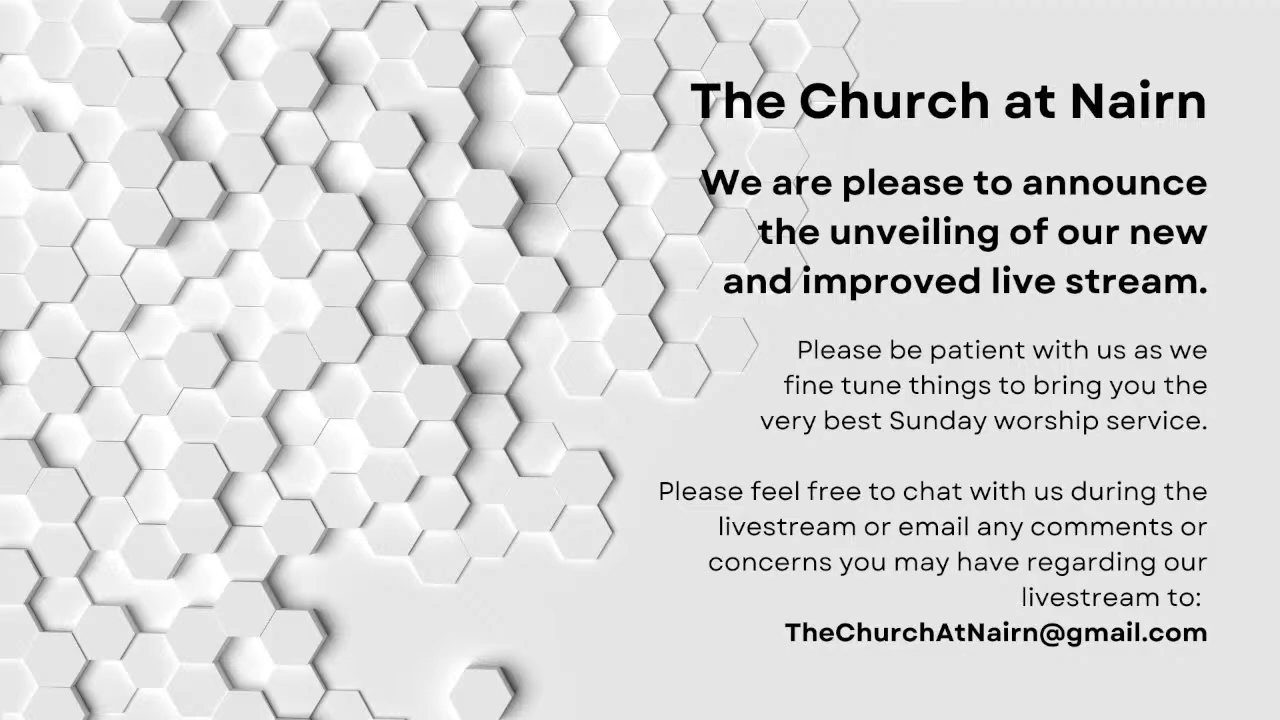 The Church at Nairn
We are please to announce
the unveiling of our new
and improved live stream.
Please be patient with us as we
fine tune things to bring you the
very best Sunday worship service.
Please feel free to chat with us during the
livestream or email any comments or
concerns you may have regarding our
livestream to:
TheChurchAtNairn@gmail.com